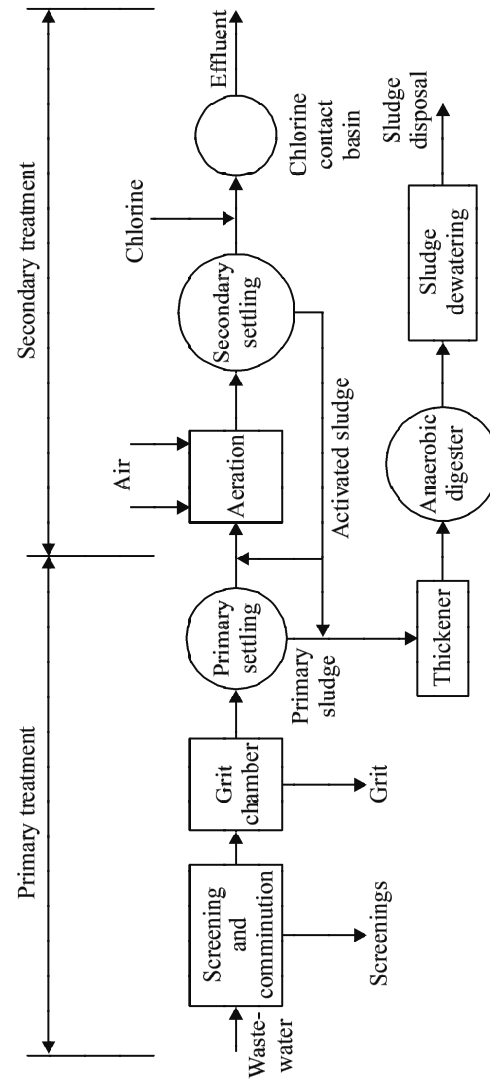 Primary treatment
Secondary treatment
Waste-
water
Screening
and
comminution
Screenings
Grit
chamber
Grit
Primary
settling
Primary
sludge
Air
Aeration
Activated sludge
Secondary
settling
Chlorine
Chlorine
contact
basin
Effluent
Thickener
Anaerobic
digester
Sludge
dewatering
Sludge
disposal